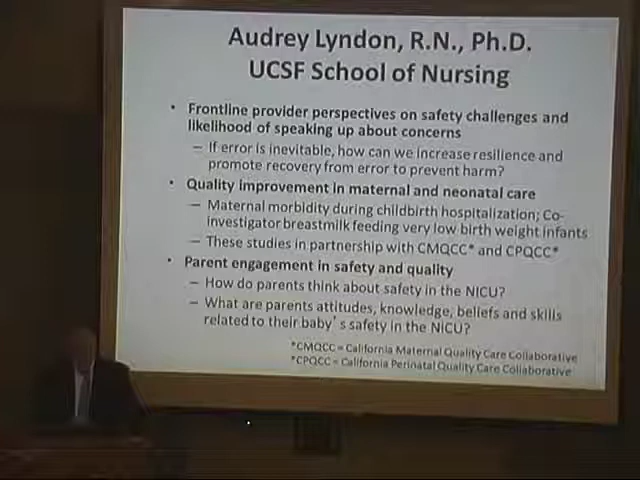 Audrey Lyndon, R.N., Ph.D.
UCSF School of Nursing
• Frontline provider perspectives on safety challenges and
likelihood of speaking up about concerns
– If error is inevitable, how can we increase resilience and
promote recovery from error to prevent harm?
• Quality improvement in maternal and neonatal care
– Maternal morbidity during childbirth hospitalization; Co-
investigator breastmilk feeding very low birth weight infants
– These studies in partnership with CMQCC* and CPQCC*
• Parent engagement in safety and quality
– How do parents think about safety in the NICU?
– What are parents attitudes, knowledge, beliefs and skills
related to their baby's safety in the NICU?
*CMQCC = California Maternal Quality Care Collaborative
*CPQCC = California Perinatal Quality Care Collaborative